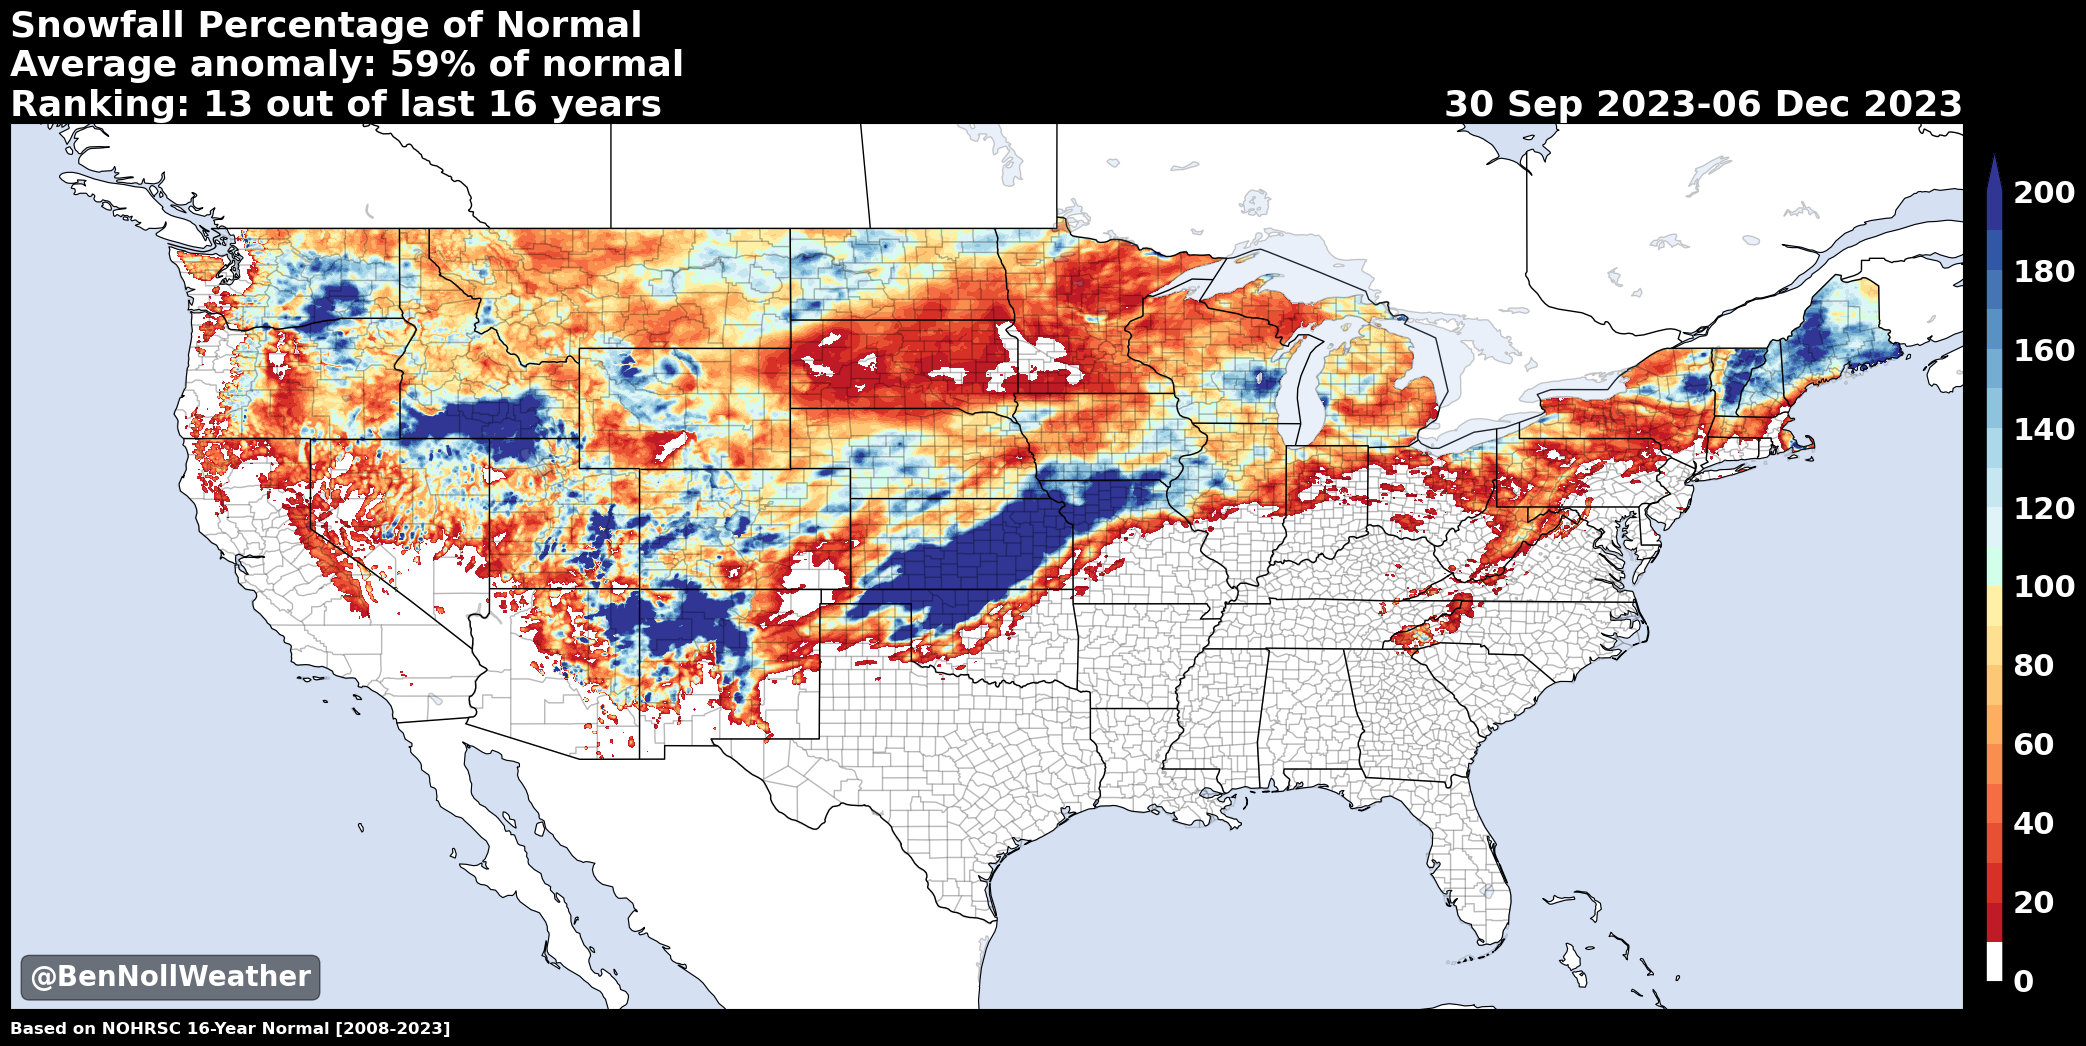 Snowfall Percentage of Normal
Average anomaly: 59% of normal
Ranking: 13 out of last 16 years
30 Sep 2023-06 Dec 2023
200
180
160
140
120
100
80
60
40
20
0
@BenNollWeather
Based on NOHRSC 16-Year Normal [2008-2023]